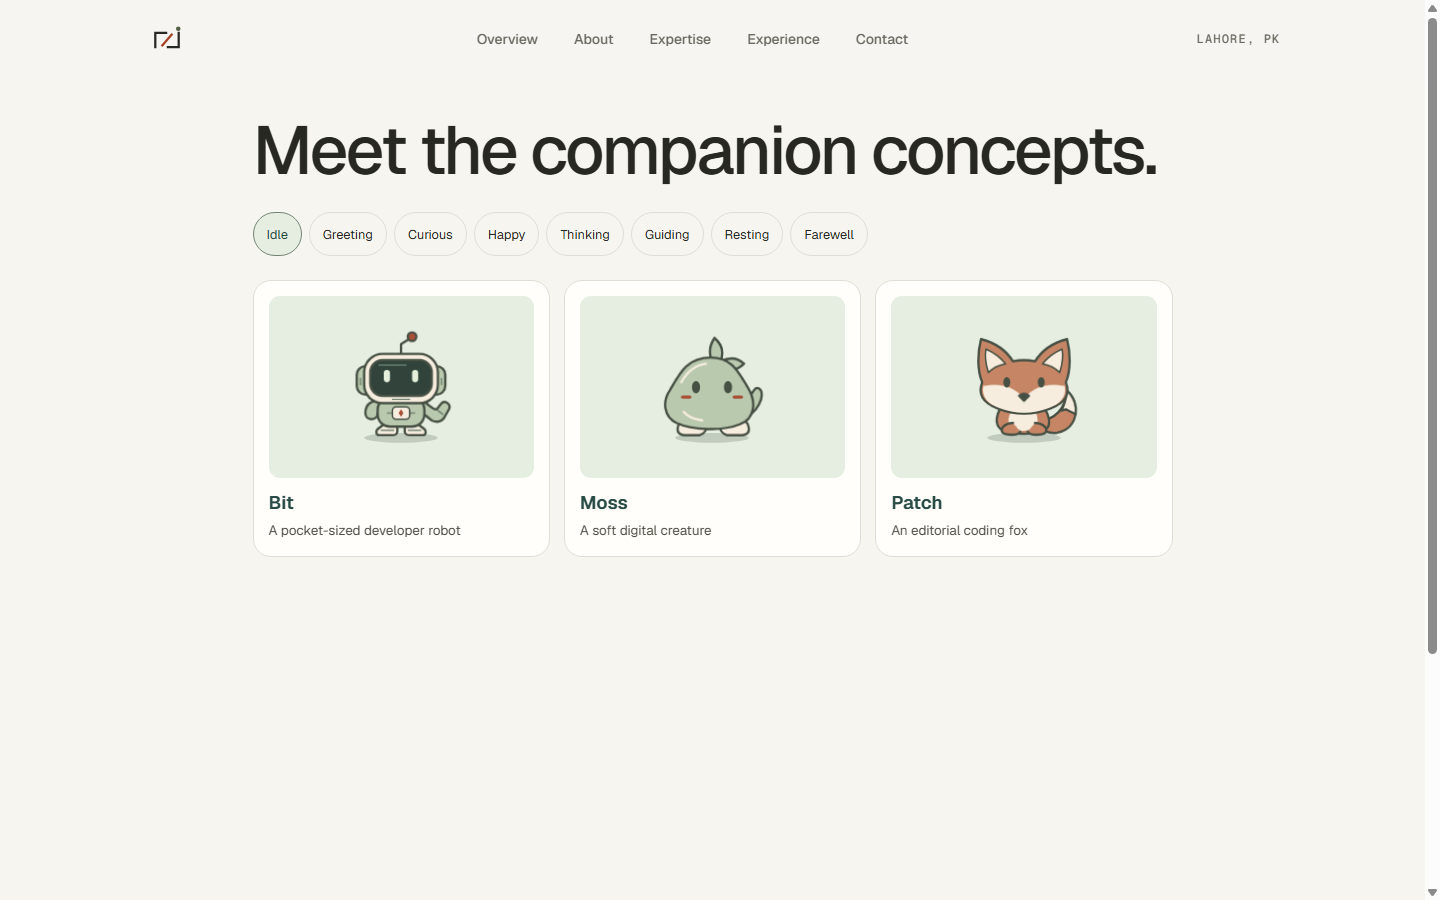 Overview About Expertise Experience Contact LAHORE, PK
Meet the companion concepts.
Idle Greeting Curious Happy Thinking Guiding Resting Farewell
Bit
A pocket-sized developer robot
Moss
A soft digital creature
Patch
An editorial coding fox